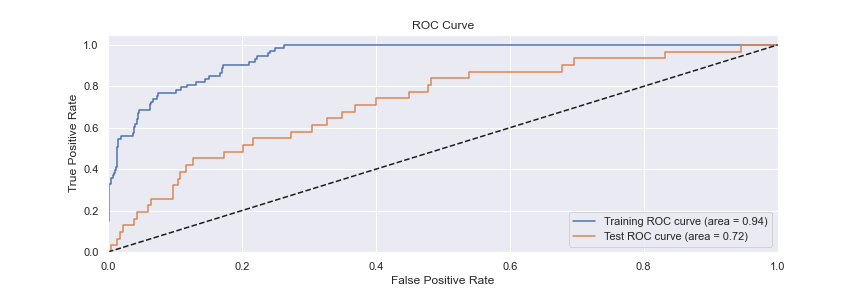 ROC Curve
1.0
0.8
0.6
0.4
0.2
0.0
True Positive Rate
Training ROC curve (area = 0.94)
Test ROC curve (area = 0.72)
0.0 0.2 0.4 0.6 0.8 1.0
False Positive Rate